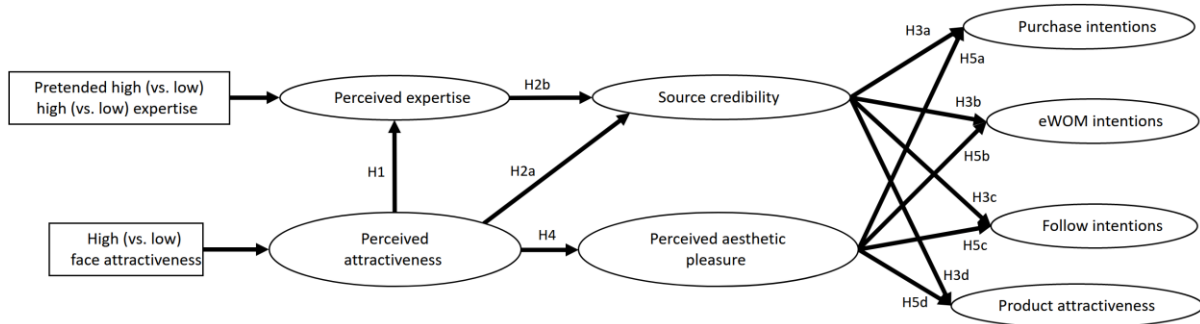 H3a
Purchase intentions
H5a
Pretended high (vs. low)
high (vs. low) expertise
Perceived expertise
H2b
Source credibility
H3b
eWOM intentions
H5b
H1
H2a
H3c
High (vs. low)
face attractiveness
Perceived
attractiveness
H4
Perceived aesthetic
pleasure
Follow intentions
H5c
H3d
H5d
Product attractiveness